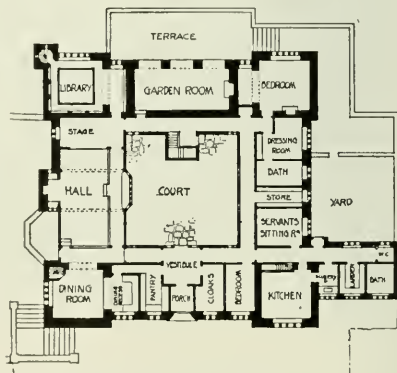 TERRACE
LIBRARY
GARDEN ROOM
BEDROOM
STAGE
DRESSING
ROOM
BATH
HALL
COURT
STORE
YARD
SERVANTS
SITTING RM
VESTIBULE
W.C.
DINING
ROOM
PANTRY
PORCH
CLOAKS
BEDROOM
KITCHEN
LARDER
BATH